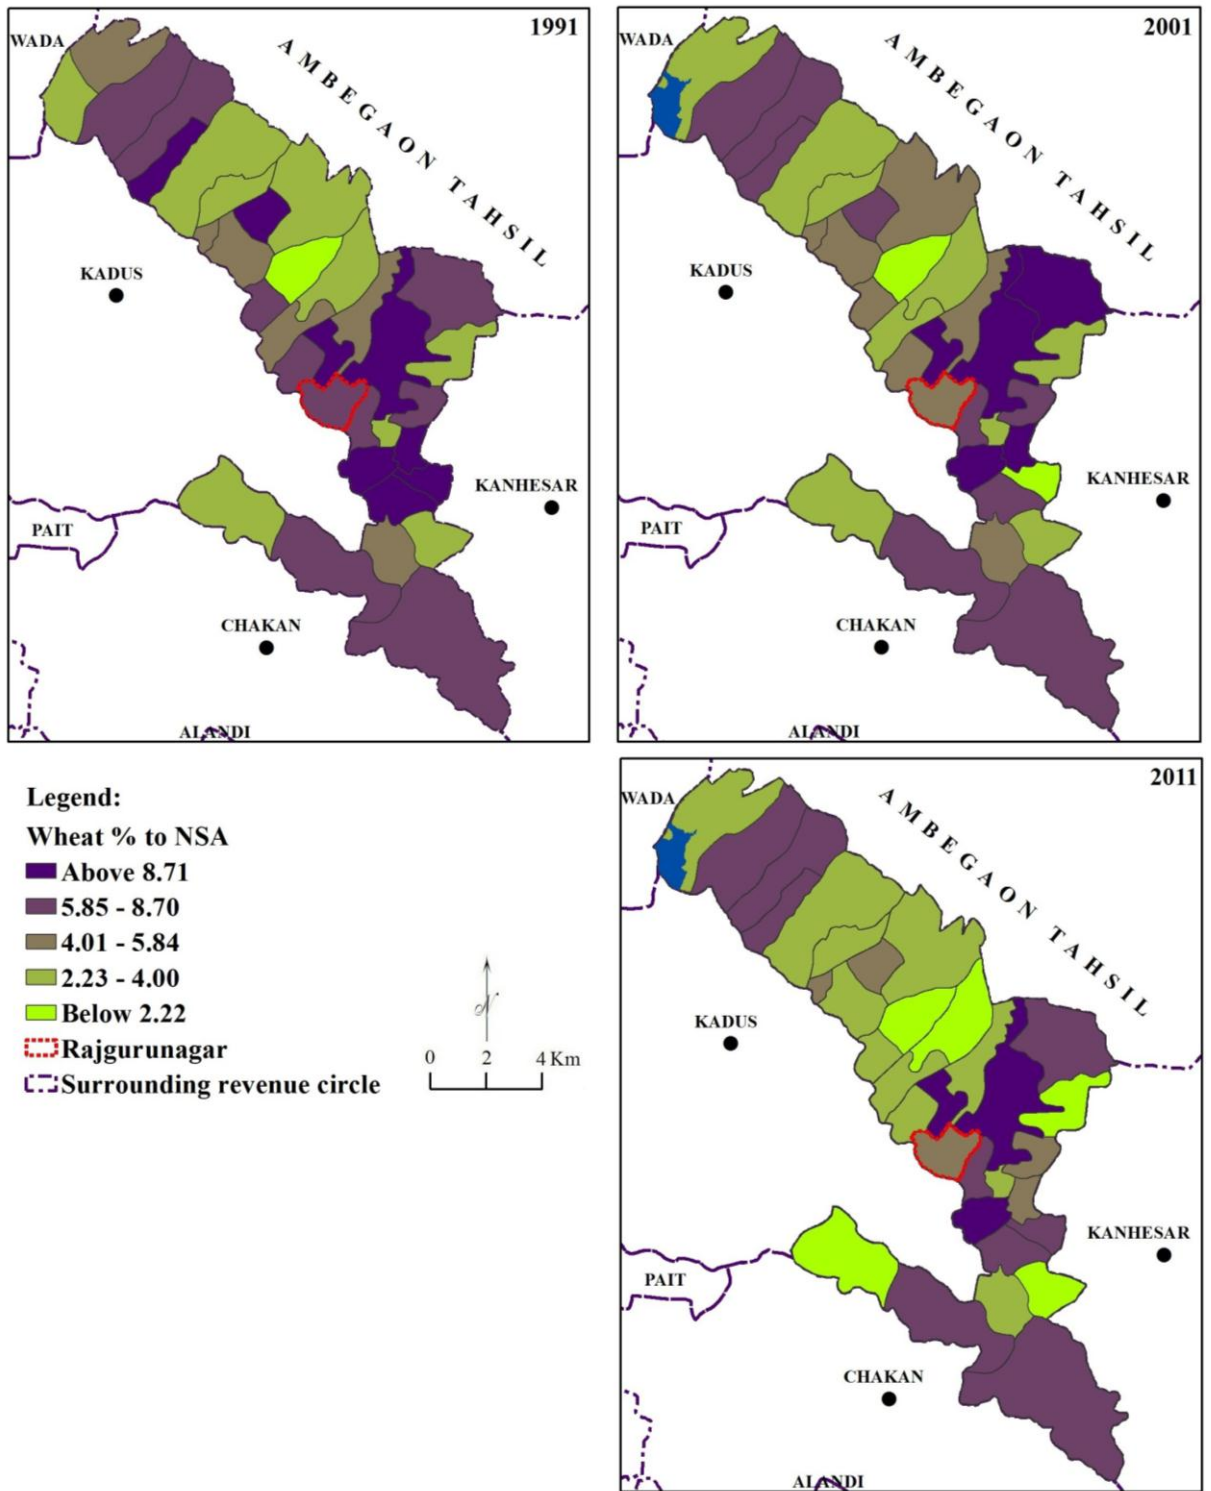 1991
WADA
AMBEGAON TAHSIL
KADUS
KANHESAR
PAIT
CHAKAN
ALANDI
2001
WADA
AMBEGAON TAHSIL
KADUS
KANHESAR
PAIT
CHAKAN
ALANDI
Legend:
Wheat % to NSA
Above 8.71
5.85 - 8.70
4.01 - 5.84
2.23 - 4.00
Below 2.22
Rajgurunagar
Surrounding revenue circle
N
0 2 4 Km
2011
WADA
AMBEGAON TAHSIL
KADUS
KANHESAR
PAIT
CHAKAN
ALANDI